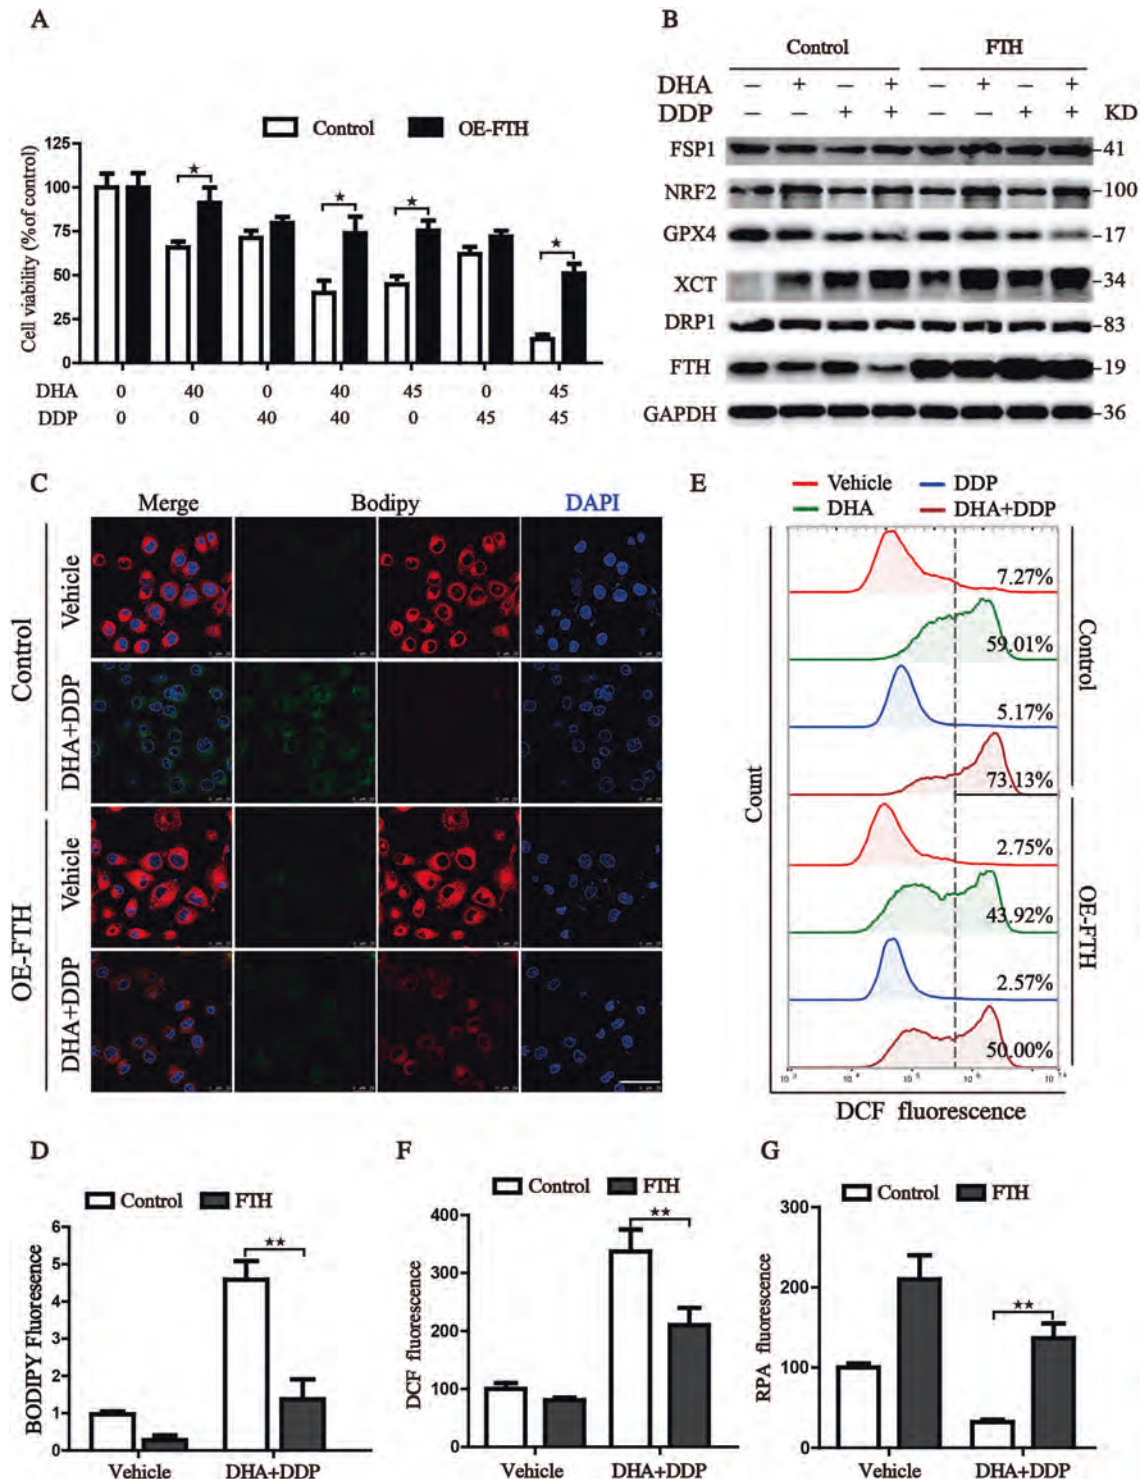 A
Control OE-FTH
Cell viability (%of control)
125
100
75
50
25
0
★ ★ ★ ★
DHA 0 40 0 40 45 0 45
DDP 0 0 40 40 0 45 45
B
Control FTH
DHA − + − + − + − +
DDP − − + + − − + + KD
FSP1 -41
NRF2 -100
GPX4 -17
XCT -34
DRP1 -83
FTH -19
GAPDH -36
C
Merge Bodipy DAPI
Control
Vehicle
DHA+DDP
OE-FTH
Vehicle
DHA+DDP
E
Vehicle DDP
DHA DHA+DDP
Count
7.27%
59.01%
5.17%
73.13%
Control
2.75%
43.92%
2.57%
50.00%
OE-FTH
DCF fluorescence
D
Control FTH
BODIPY Fluoresence
6
5
4
3
2
1
0
★★
Vehicle DHA+DDP
F
Control FTH
DCF fluorescence
400
300
200
100
0
★★
Vehicle DHA+DDP
G
Control FTH
RPA fluorescence
300
200
100
0
★★
Vehicle DHA+DDP